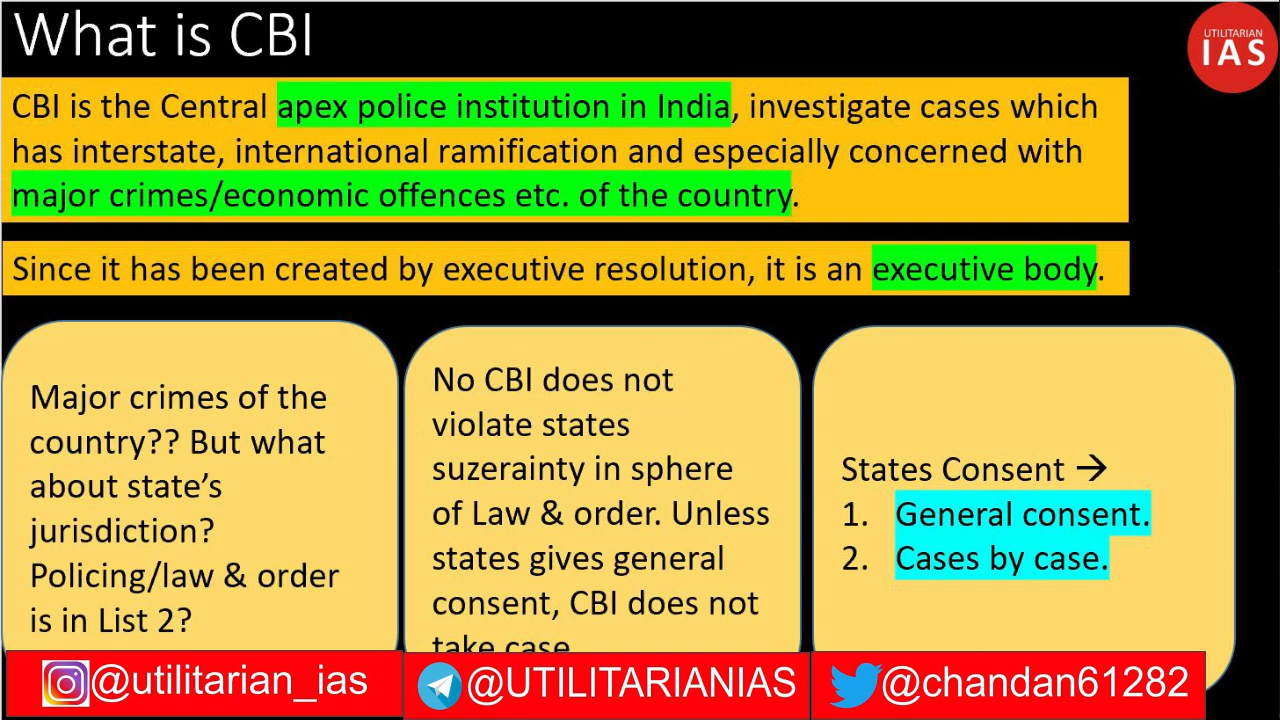 What is CBI
UTILITARIAN
IAS
CBI is the Central apex police institution in India, investigate cases which
has interstate, international ramification and especially concerned with
major crimes/economic offences etc. of the country.
Since it has been created by executive resolution, it is an executive body.
Major crimes of the
country?? But what
about state’s
jurisdiction?
Policing/law & order
is in List 2?
No CBI does not
violate states
suzerainty in sphere
of Law & order. Unless
states gives general
consent, CBI does not
take case
States Consent →
1. General consent.
2. Cases by case.
@utilitarian_ias
@UTILITARIANIAS
@chandan61282